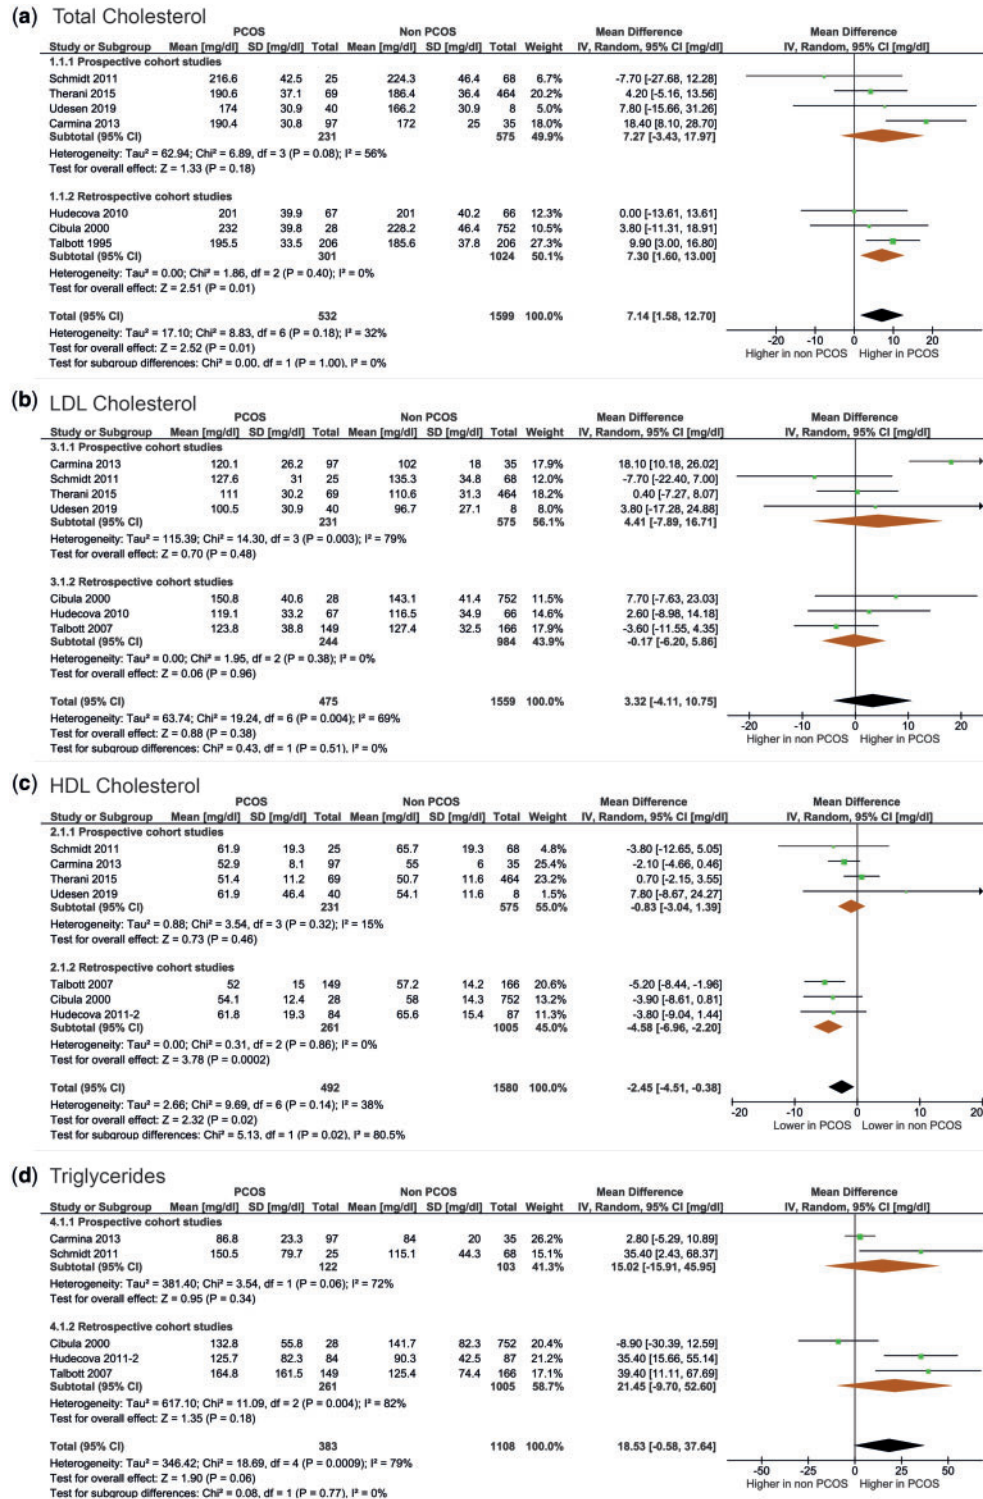 (a) Total Cholesterol
PCOS Non PCOS Mean Difference Mean Difference
Study or Subgroup Mean [mg/dl] SD [mg/dl] Total Mean [mg/dl] SD [mg/dl] Total Weight IV, Random, 95% CI [mg/dl] IV, Random, 95% CI [mg/dl]
1.1.1 Prospective cohort studies
Schmidt 2011 216.6 42.5 25 224.3 46.4 68 6.7% -7.70 [-27.68, 12.28]
Therani 2015 190.6 37.1 69 186.4 36.4 464 20.2% 4.20 [-5.16, 13.56]
Udesen 2019 174 30.9 40 166.2 30.9 8 5.0% 7.80 [-15.66, 31.26]
Carmina 2013 190.4 30.8 97 172 25 35 18.0% 18.40 [8.10, 28.70]
Subtotal (95% CI) 231 575 49.9% 7.27 [-3.43, 17.97]
Heterogeneity: Tau² = 62.94; Chi² = 6.89, df = 3 (P = 0.08); I² = 56%
Test for overall effect: Z = 1.33 (P = 0.18)
1.1.2 Retrospective cohort studies
Hudecova 2010 201 39.9 67 201 40.2 66 12.3% 0.00 [-13.61, 13.61]
Cibula 2000 232 39.8 28 228.2 46.4 752 10.5% 3.80 [-11.31, 18.91]
Talbott 1995 195.5 33.5 206 185.6 37.8 206 27.3% 9.90 [3.00, 16.80]
Subtotal (95% CI) 301 1024 50.1% 7.30 [1.60, 13.00]
Heterogeneity: Tau² = 0.00; Chi² = 1.86, df = 2 (P = 0.40); I² = 0%
Test for overall effect: Z = 2.51 (P = 0.01)
Total (95% CI) 532 1599 100.0% 7.14 [1.58, 12.70]
Heterogeneity: Tau² = 17.10; Chi² = 8.83, df = 6 (P = 0.18); I² = 32%
Test for overall effect: Z = 2.52 (P = 0.01)
Test for subgroup differences: Chi² = 0.00, df = 1 (P = 1.00), I² = 0%
-20 -10 0 10 20
Higher in non PCOS Higher in PCOS
(b) LDL Cholesterol
PCOS Non PCOS Mean Difference Mean Difference
Study or Subgroup Mean [mg/dl] SD [mg/dl] Total Mean [mg/dl] SD [mg/dl] Total Weight IV, Random, 95% CI [mg/dl] IV, Random, 95% CI [mg/dl]
3.1.1 Prospective cohort studies
Carmina 2013 120.1 26.2 97 102 18 35 17.9% 18.10 [10.18, 26.02]
Schmidt 2011 127.6 31 25 135.3 34.8 68 12.0% -7.70 [-22.40, 7.00]
Therani 2015 111 30.2 69 110.6 31.3 464 18.2% 0.40 [-7.27, 8.07]
Udesen 2019 100.5 30.9 40 96.7 27.1 8 8.0% 3.80 [-17.28, 24.88]
Subtotal (95% CI) 231 575 56.1% 4.41 [-7.89, 16.71]
Heterogeneity: Tau² = 115.39; Chi² = 14.30, df = 3 (P = 0.003); I² = 79%
Test for overall effect: Z = 0.70 (P = 0.48)
3.1.2 Retrospective cohort studies
Cibula 2000 150.8 40.6 28 143.1 41.4 752 11.5% 7.70 [-7.63, 23.03]
Hudecova 2010 119.1 33.2 67 116.5 34.9 66 14.6% 2.60 [-8.98, 14.18]
Talbott 2007 123.8 38.8 149 127.4 32.5 166 17.9% -3.60 [-11.55, 4.35]
Subtotal (95% CI) 244 984 43.9% -0.17 [-6.20, 5.86]
Heterogeneity: Tau² = 0.00; Chi² = 1.95, df = 2 (P = 0.38); I² = 0%
Test for overall effect: Z = 0.06 (P = 0.96)
Total (95% CI) 475 1559 100.0% 3.32 [-4.11, 10.75]
Heterogeneity: Tau² = 63.74; Chi² = 19.24, df = 6 (P = 0.004); I² = 69%
Test for overall effect: Z = 0.88 (P = 0.38)
Test for subgroup differences: Chi² = 0.43, df = 1 (P = 0.51), I² = 0%
-20 -10 0 10 20
Higher in non PCOS Higher in PCOS
(c) HDL Cholesterol
PCOS Non PCOS Mean Difference Mean Difference
Study or Subgroup Mean [mg/dl] SD [mg/dl] Total Mean [mg/dl] SD [mg/dl] Total Weight IV, Random, 95% CI [mg/dl] IV, Random, 95% CI [mg/dl]
2.1.1 Prospective cohort studies
Schmidt 2011 61.9 19.3 25 65.7 19.3 68 4.8% -3.80 [-12.65, 5.05]
Carmina 2013 52.9 8.1 97 55 6 35 25.4% -2.10 [-4.66, 0.46]
Therani 2015 51.4 11.2 69 50.7 11.6 464 23.2% 0.70 [-2.15, 3.55]
Udesen 2019 61.9 46.4 40 54.1 11.6 8 1.5% 7.80 [-8.67, 24.27]
Subtotal (95% CI) 231 575 55.0% -0.83 [-3.04, 1.39]
Heterogeneity: Tau² = 0.88; Chi² = 3.54, df = 3 (P = 0.32); I² = 15%
Test for overall effect: Z = 0.73 (P = 0.46)
2.1.2 Retrospective cohort studies
Talbott 2007 52 15 149 57.2 14.2 166 20.6% -5.20 [-8.44, -1.96]
Cibula 2000 54.1 12.4 28 58 14.3 752 13.2% -3.90 [-8.61, 0.81]
Hudecova 2011-2 61.8 19.3 84 65.6 15.4 87 11.3% -3.80 [-9.04, 1.44]
Subtotal (95% CI) 261 1005 45.0% -4.58 [-6.96, -2.20]
Heterogeneity: Tau² = 0.00; Chi² = 0.31, df = 2 (P = 0.86); I² = 0%
Test for overall effect: Z = 3.78 (P = 0.0002)
Total (95% CI) 492 1580 100.0% -2.45 [-4.51, -0.38]
Heterogeneity: Tau² = 2.66; Chi² = 9.69, df = 6 (P = 0.14); I² = 38%
Test for overall effect: Z = 2.32 (P = 0.02)
Test for subgroup differences: Chi² = 5.13, df = 1 (P = 0.02), I² = 80.5%
-20 -10 0 10 20
Lower in PCOS Lower in non PCOS
(d) Triglycerides
PCOS Non PCOS Mean Difference Mean Difference
Study or Subgroup Mean [mg/dl] SD [mg/dl] Total Mean [mg/dl] SD [mg/dl] Total Weight IV, Random, 95% CI [mg/dl] IV, Random, 95% CI [mg/dl]
4.1.1 Prospective cohort studies
Carmina 2013 86.8 23.3 97 84 20 35 26.2% 2.80 [-5.29, 10.89]
Schmidt 2011 150.5 79.7 25 115.1 44.3 68 15.1% 35.40 [2.43, 68.37]
Subtotal (95% CI) 122 103 41.3% 15.02 [-15.91, 45.95]
Heterogeneity: Tau² = 381.40; Chi² = 3.54, df = 1 (P = 0.06); I² = 72%
Test for overall effect: Z = 0.95 (P = 0.34)
4.1.2 Retrospective cohort studies
Cibula 2000 132.8 55.8 28 141.7 82.3 752 20.4% -8.90 [-30.39, 12.59]
Hudecova 2011-2 125.7 82.3 84 90.3 42.5 87 21.2% 35.40 [15.66, 55.14]
Talbott 2007 164.8 161.5 149 125.4 74.4 166 17.1% 39.40 [11.11, 67.69]
Subtotal (95% CI) 261 1005 58.7% 21.45 [-9.70, 52.60]
Heterogeneity: Tau² = 617.10; Chi² = 11.09, df = 2 (P = 0.004); I² = 82%
Test for overall effect: Z = 1.35 (P = 0.18)
Total (95% CI) 383 1108 100.0% 18.53 [-0.58, 37.64]
Heterogeneity: Tau² = 346.42; Chi² = 18.69, df = 4 (P = 0.0009); I² = 79%
Test for overall effect: Z = 1.90 (P = 0.06)
Test for subgroup differences: Chi² = 0.08, df = 1 (P = 0.77), I² = 0%
-50 -25 0 25 50
Higher in non PCOS Higher in PCOS